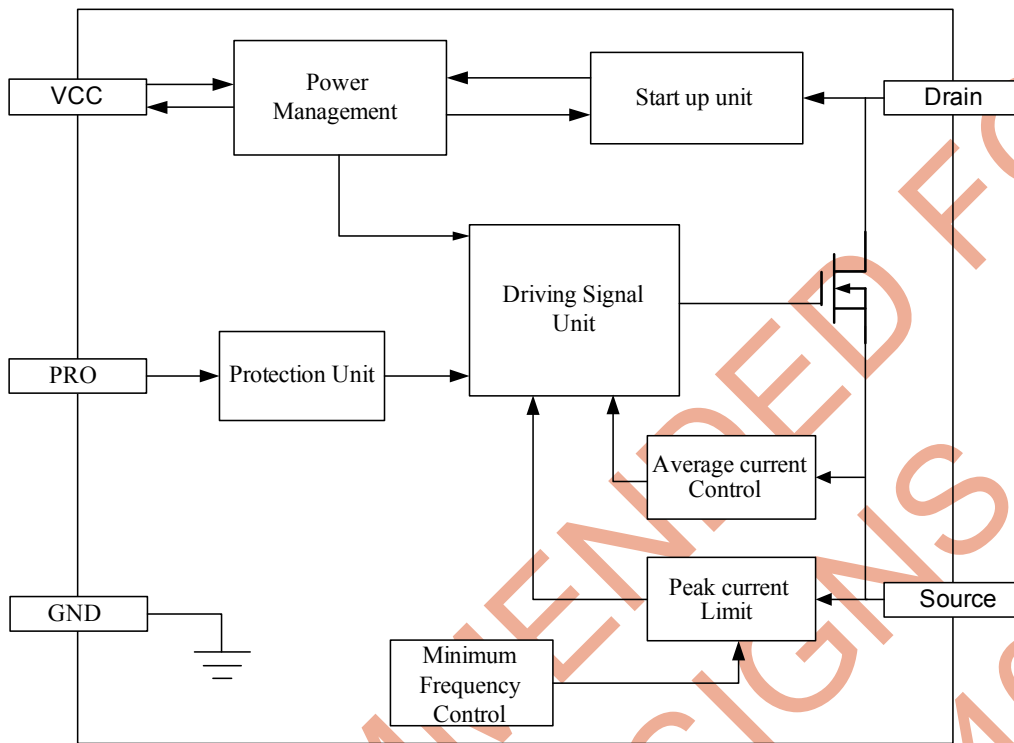 VCC
Power
Management
Start up unit
Drain
Driving Signal
Unit
PRO
Protection Unit
Average current
Control
GND
Peak current
Limit
Source
Minimum
Frequency
Control